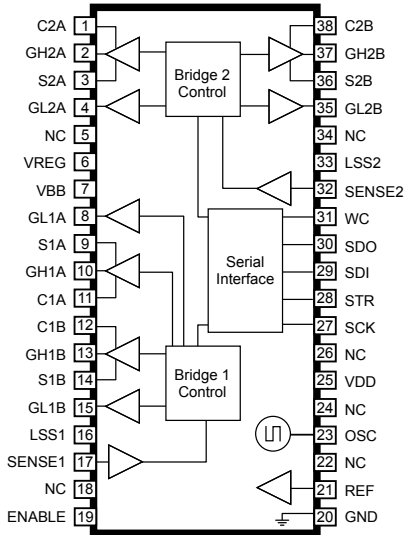 C2A 1
GH2A 2
S2A 3
GL2A 4
NC 5
VREG 6
VBB 7
GL1A 8
S1A 9
GH1A 10
C1A 11
C1B 12
GH1B 13
S1B 14
GL1B 15
LSS1 16
SENSE1 17
NC 18
ENABLE 19
Bridge 2
Control
Serial
Interface
Bridge 1
Control
38 C2B
37 GH2B
36 S2B
35 GL2B
34 NC
33 LSS2
32 SENSE2
31 WC
30 SDO
29 SDI
28 STR
27 SCK
26 NC
25 VDD
24 NC
23 OSC
22 NC
21 REF
20 GND